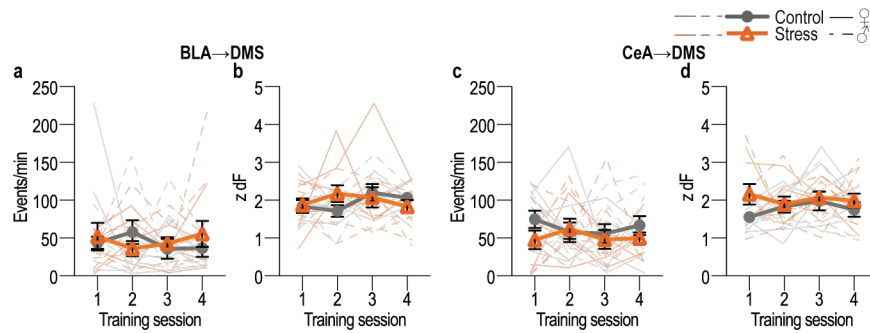 Control ♀
Stress ♂
BLA→DMS
CeA→DMS
a
Events/min
250
200
150
100
50
0
1 2 3 4
Training session
b
z dF
5
4
3
2
1
0
1 2 3 4
Training session
c
Events/min
250
200
150
100
50
0
1 2 3 4
Training session
d
z dF
5
4
3
2
1
0
1 2 3 4
Training session